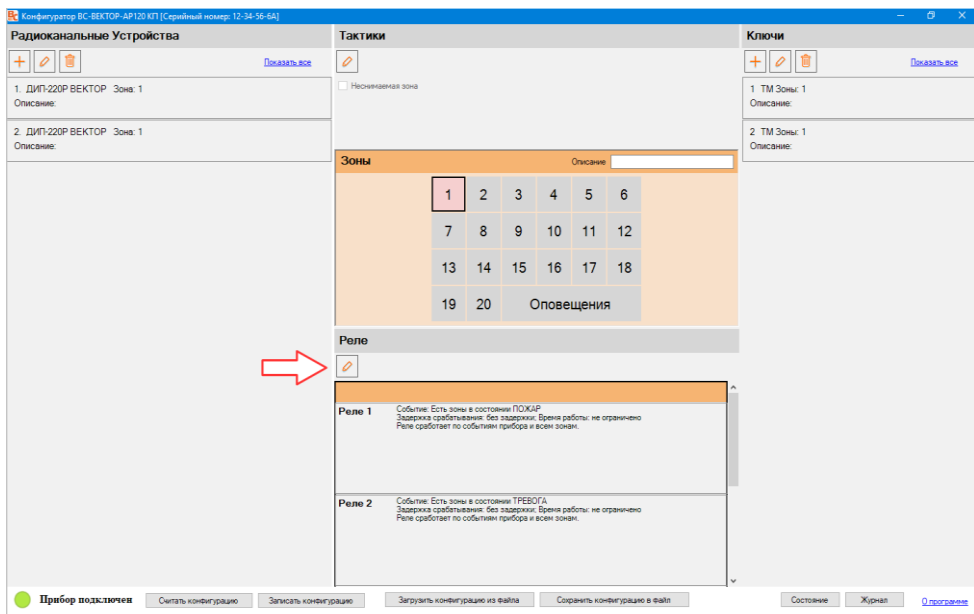 Конфигуратор ВС-ВЕКТОР-АР120 КП [Серийный номер: 12-34-56-6А]
Радиоканальные Устройства
Показать все
1. ДИП-220Р ВЕКТОР Зона: 1
Описание:
2. ДИП-220Р ВЕКТОР Зона: 1
Описание:
Тактики
Неснимаемая зона
Зоны
Описание
1 2 3 4 5 6
7 8 9 10 11 12
13 14 15 16 17 18
19 20 Оповещения
Реле
Реле 1
Событие: Есть зоны в состоянии ПОЖАР
Задержка срабатывания: без задержки; Время работы: не ограничено
Реле сработает по событиям прибора и всем зонам.
Реле 2
Событие: Есть зоны в состоянии ТРЕВОГА
Задержка срабатывания: без задержки; Время работы: не ограничено
Реле сработает по событиям прибора и всем зонам.
Ключи
Показать все
1 ТМ Зоны: 1
Описание:
2 ТМ Зоны: 1
Описание:
Прибор подключен
Считать конфигурацию
Записать конфигурацию
Загрузить конфигурацию из файла
Сохранить конфигурацию в файл
Состояние
Журнал
О программе